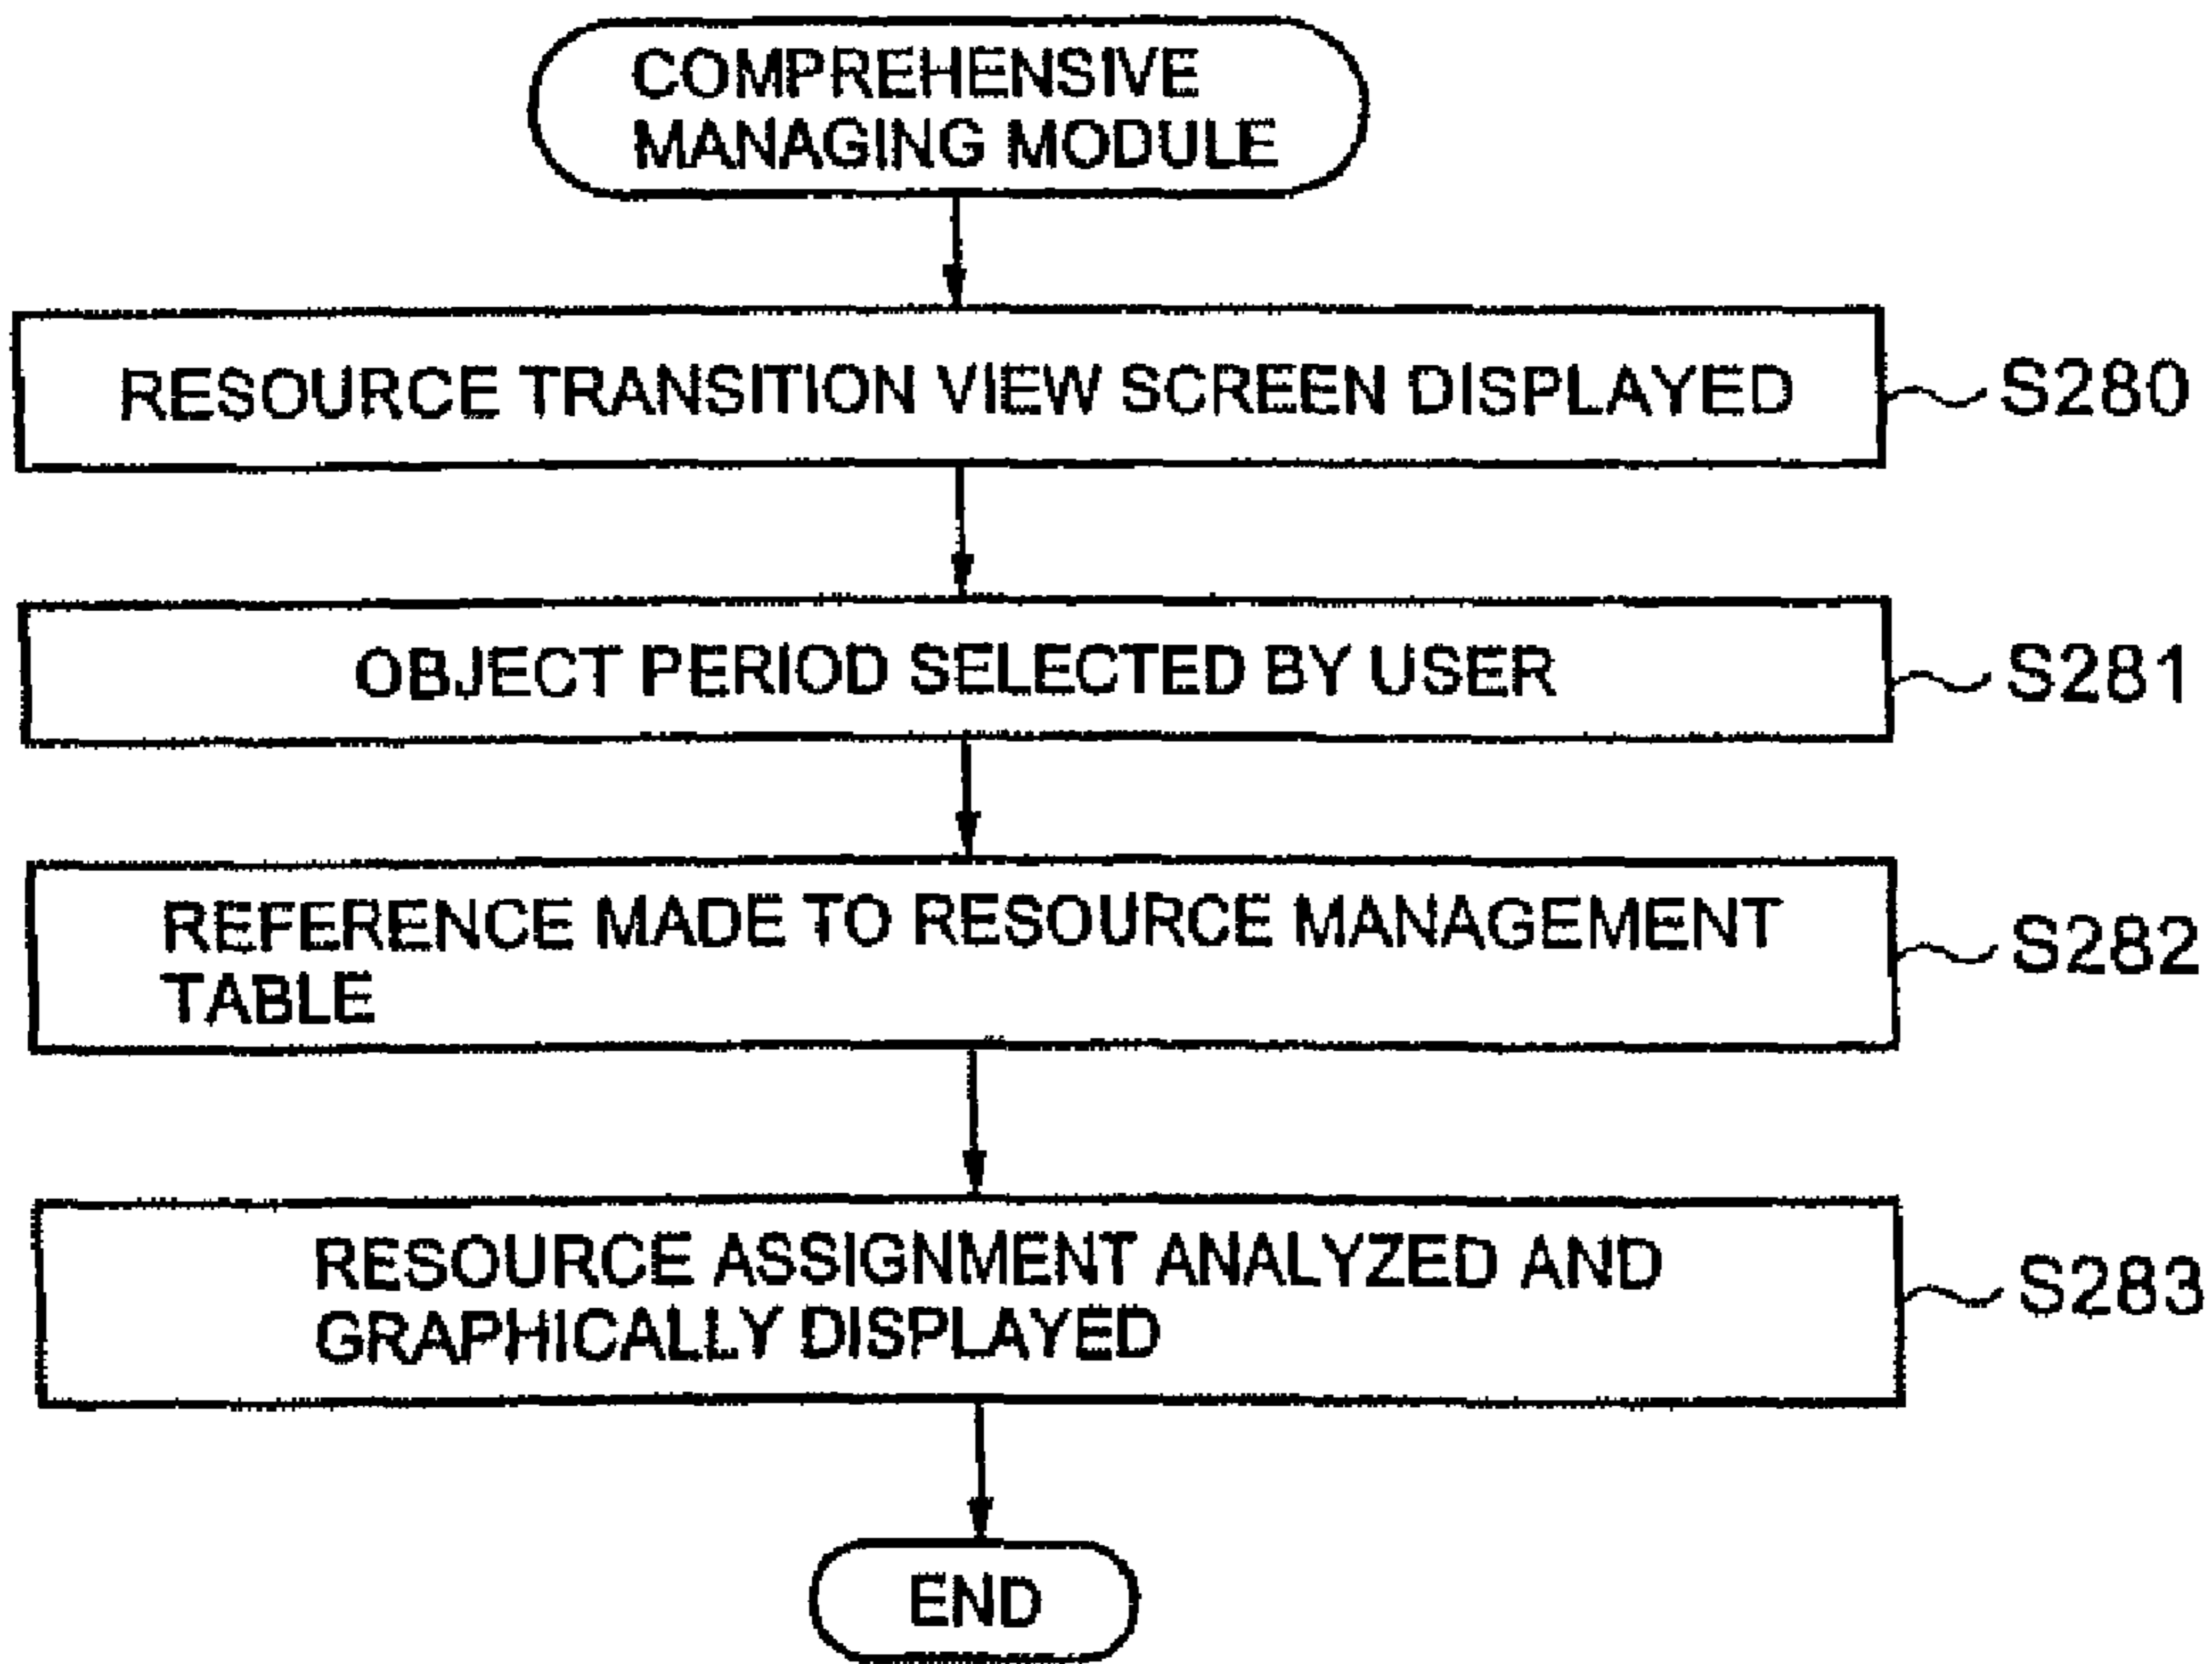 COMPREHENSIVE
MANAGING MODULE
RESOURCE TRANSITION VIEW SCREEN DISPLAYED
S280
OBJECT PERIOD SELECTED BY USER
S281
REFERENCE MADE TO RESOURCE MANAGEMENT
TABLE
S282
RESOURCE ASSIGNMENT ANALYZED AND
GRAPHICALLY DISPLAYED
S283
END